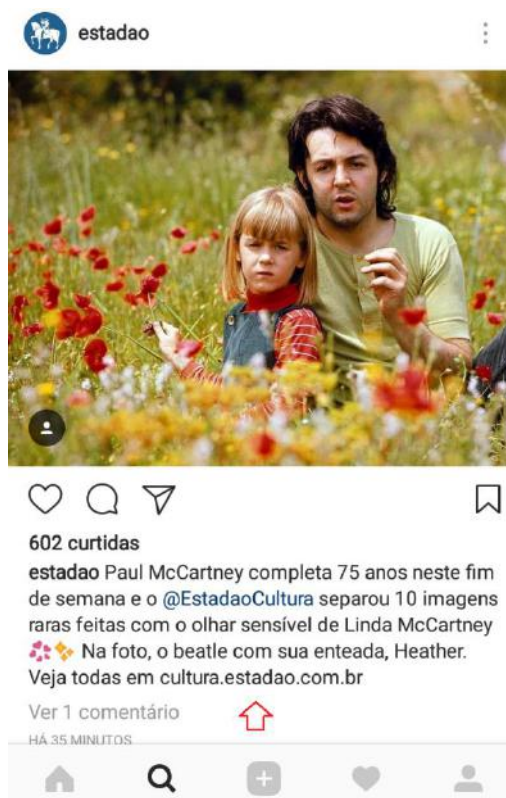 estadao
602 curtidas
estadao Paul McCartney completa 75 anos neste fim
de semana e o @EstadaoCultura separou 10 imagens
raras feitas com o olhar sensível de Linda McCartney
💞✨ Na foto, o beatle com sua enteada, Heather.
Veja todas em cultura.estadao.com.br
Ver 1 comentário
HÁ 35 MINUTOS